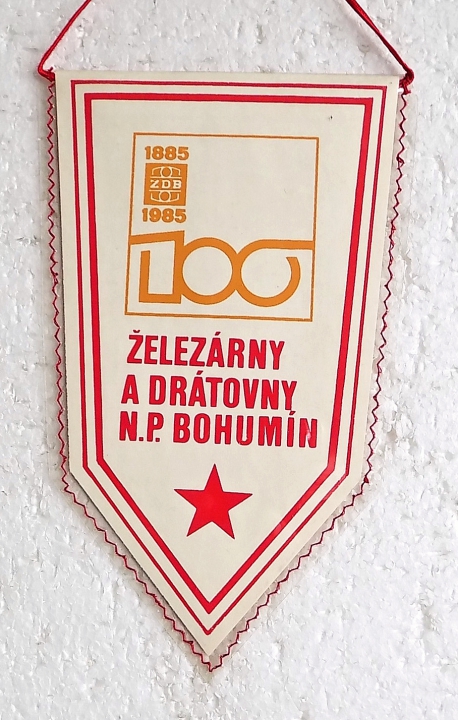 1885
ZDB
1985
100
ŽELEZÁRNY
A DRÁTOVNY
N.P. BOHUMÍN